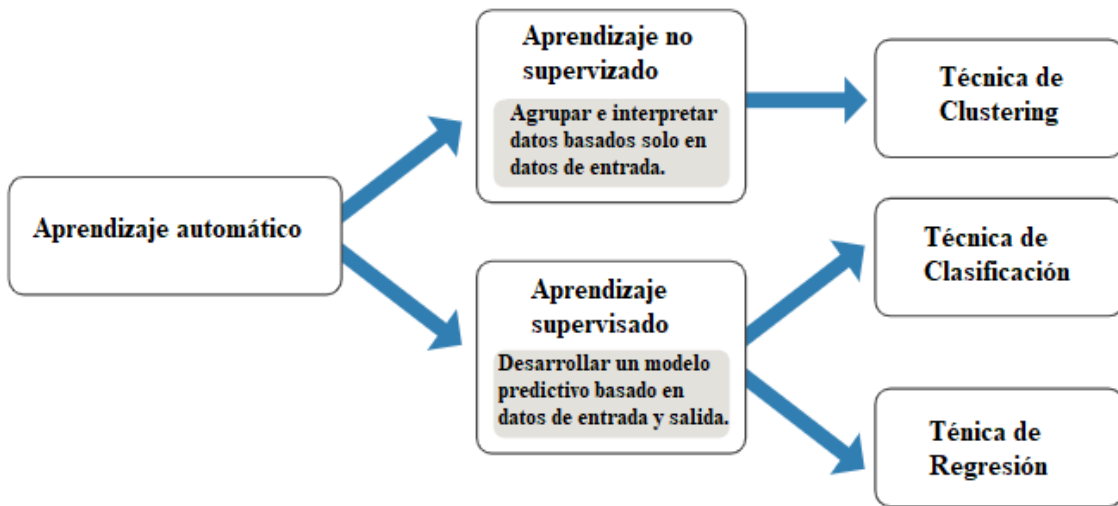 Aprendizaje automático
Aprendizaje no
supervizado
Agrupar e interpretar
datos basados solo en
datos de entrada.
Técnica de
Clustering
Aprendizaje
supervisado
Desarrollar un modelo
predictivo basado en
datos de entrada y salida.
Técnica de
Clasificación
Ténica de
Regresión